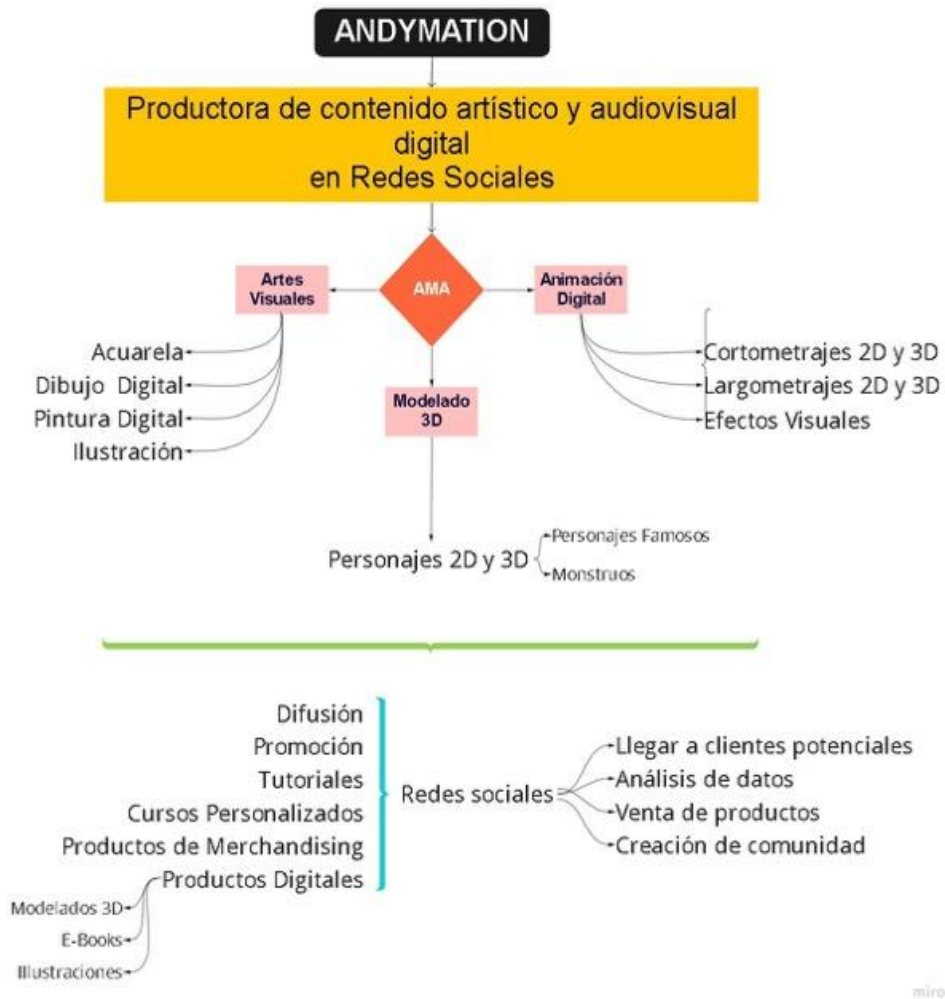 ANDYMATION
Productora de contenido artístico y audiovisual
digital
en Redes Sociales
Artes
Visuales
AMA
Animación
Digital
Acuarela
Dibujo Digital
Pintura Digital
Ilustración
Modelado
3D
Cortometrajes 2D y 3D
Largometrajes 2D y 3D
Efectos Visuales
Personajes 2D y 3D
Personajes Famosos
Monstruos
Difusión
Promoción
Tutoriales
Cursos Personalizados
Productos de Merchandising
Productos Digitales
Modelados 3D
E-Books
Illustraciones
Redes sociales
Llegar a clientes potenciales
Análisis de datos
Venta de productos
Creación de comunidad
miro